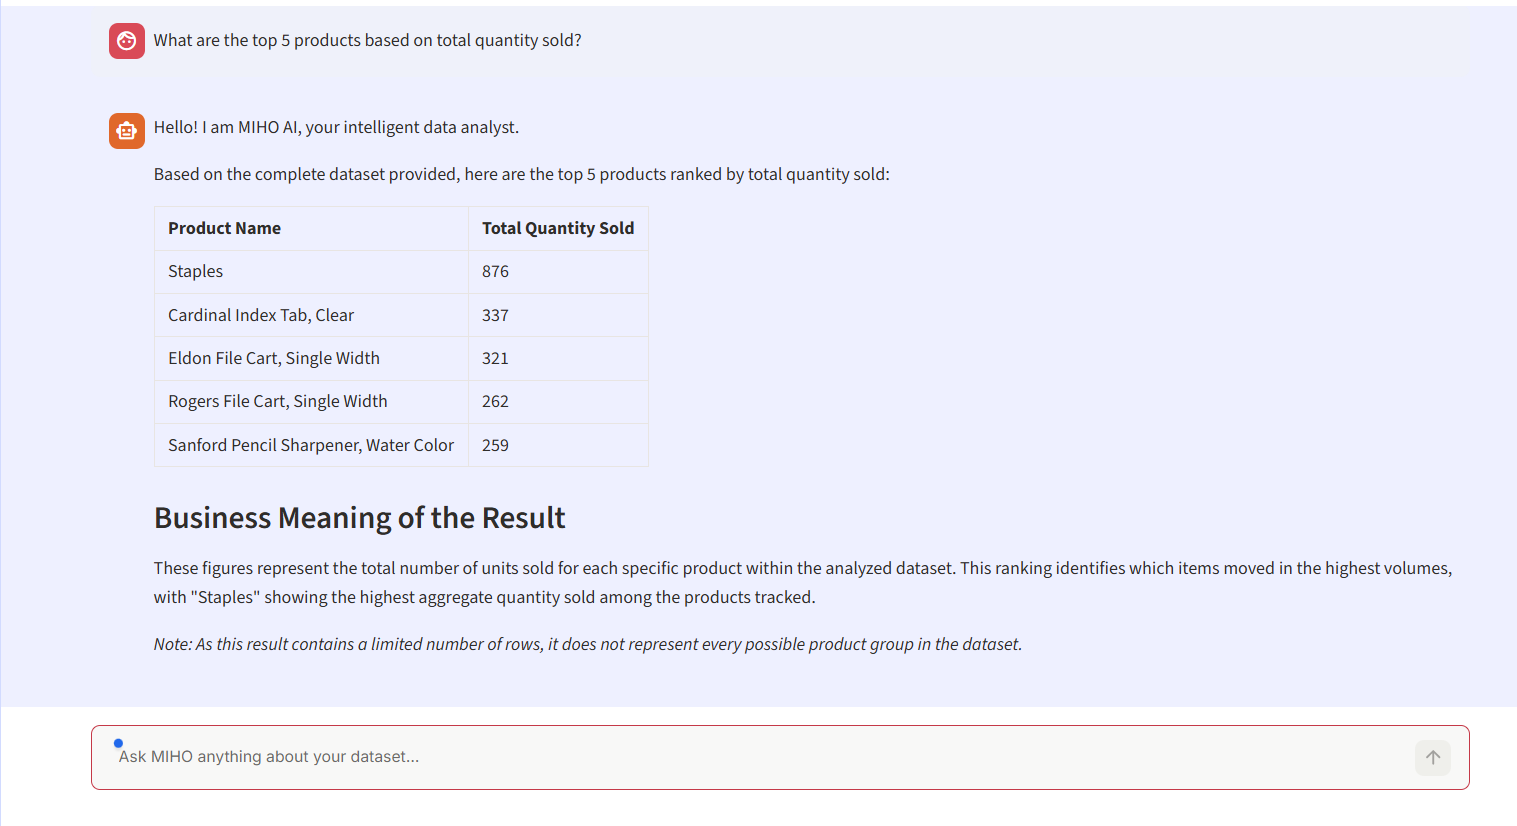 What are the top 5 products based on total quantity sold?
Hello! I am MIHO AI, your intelligent data analyst.
Based on the complete dataset provided, here are the top 5 products ranked by total quantity sold:
Product Name Total Quantity Sold
Staples 876
Cardinal Index Tab, Clear 337
Eldon File Cart, Single Width 321
Rogers File Cart, Single Width 262
Sanford Pencil Sharpener, Water Color 259
Business Meaning of the Result
These figures represent the total number of units sold for each specific product within the analyzed dataset. This ranking identifies which items moved in the highest volumes,
with "Staples" showing the highest aggregate quantity sold among the products tracked.
Note: As this result contains a limited number of rows, it does not represent every possible product group in the dataset.
Ask MIHO anything about your dataset...